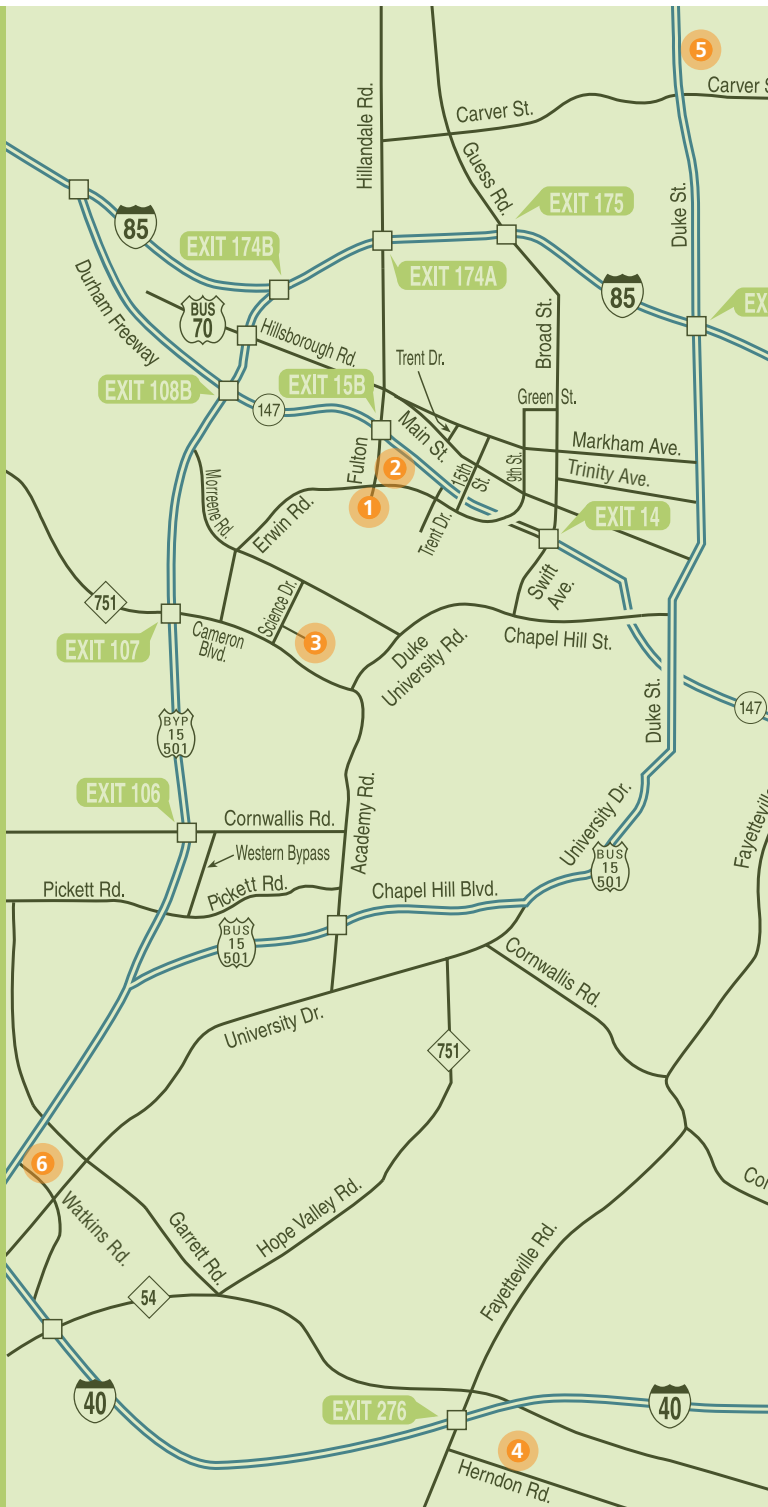 5
Carver S
Carver St.
Hillandale Rd.
Guess Rd.
EXIT 175
Duke St.
85
EXIT 174B
EXIT 174A
85
EX
Durham Freeway
BUS
70
Hillsborough Rd.
Broad St.
Trent Dr.
EXIT 15B
EXIT 108B
147
Green St.
Main St.
Markham Ave.
Fulton
2
15th
St.
9th St.
Trinity Ave.
1
Morreene Rd.
Erwin Rd.
Trent Dr.
EXIT 14
Swift
Ave.
751
Science Dr.
3
Cameron
Blvd.
EXIT 107
Duke
University Rd.
Chapel Hill St.
BYP
15
501
Duke St.
147
EXIT 106
Cornwallis Rd.
Academy Rd.
University Dr.
Fayetteville
Western Bypass
BUS
15
501
Pickett Rd.
Pickett Rd.
Chapel Hill Blvd.
BUS
15
501
Cornwallis Rd.
University Dr.
751
6
Watkins Rd.
Garrett Rd.
Hope Valley Rd.
Cor
Fayetteville Rd.
54
40
EXIT 276
40
4
Herndon Rd.